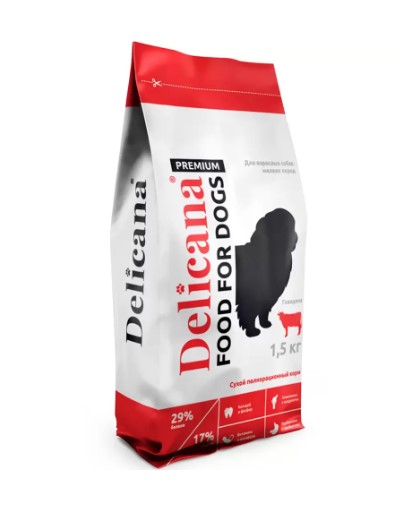 Delicana®
Delicana®
PREMIUM
FOOD FOR DOGS
Для взрослых собак
мелких пород
Говядина
1,5 кг
Сухой полнорационный корм
29%
белки
17%